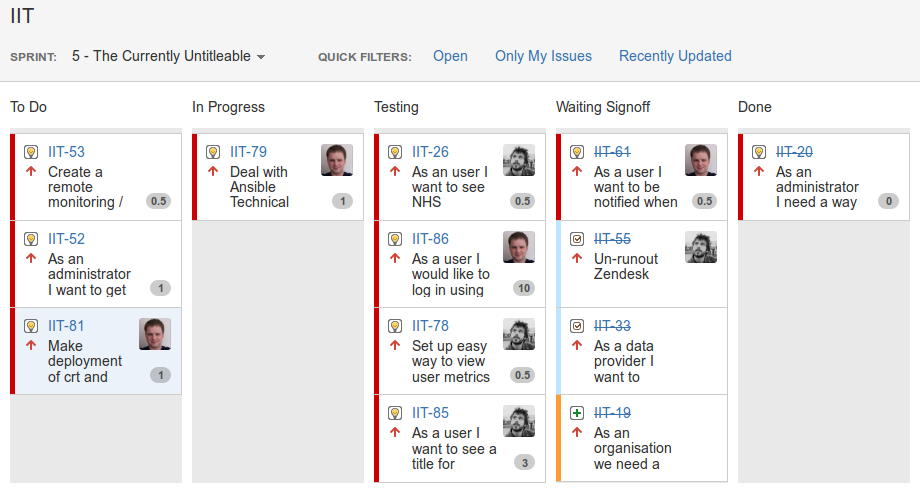 IIT
SPRINT: 5 - The Currently Untitleable QUICK FILTERS: Open Only My Issues Recently Updated
To Do
IIT-53
Create a
remote
monitoring /
0.5
IIT-52
As an
administrator
I want to get
1
IIT-81
Make
deployment
of crt and
1
In Progress
IIT-79
Deal with
Ansible
Technical
1
Testing
IIT-26
As an user I
want to see
NHS
0.5
IIT-86
As a user I
would like to
log in using
10
IIT-78
Set up easy
way to view
user metrics
0.5
IIT-85
As a user I
want to see a
title for
3
Waiting Signoff
IIT-61
As a user I
want to be
notified when
0.5
IIT-55
Un-runout
Zendesk
IIT-33
As a data
provider I
want to
IIT-19
As an
organisation
we need a
Done
IIT-20
As an
administrator
I need a way
0